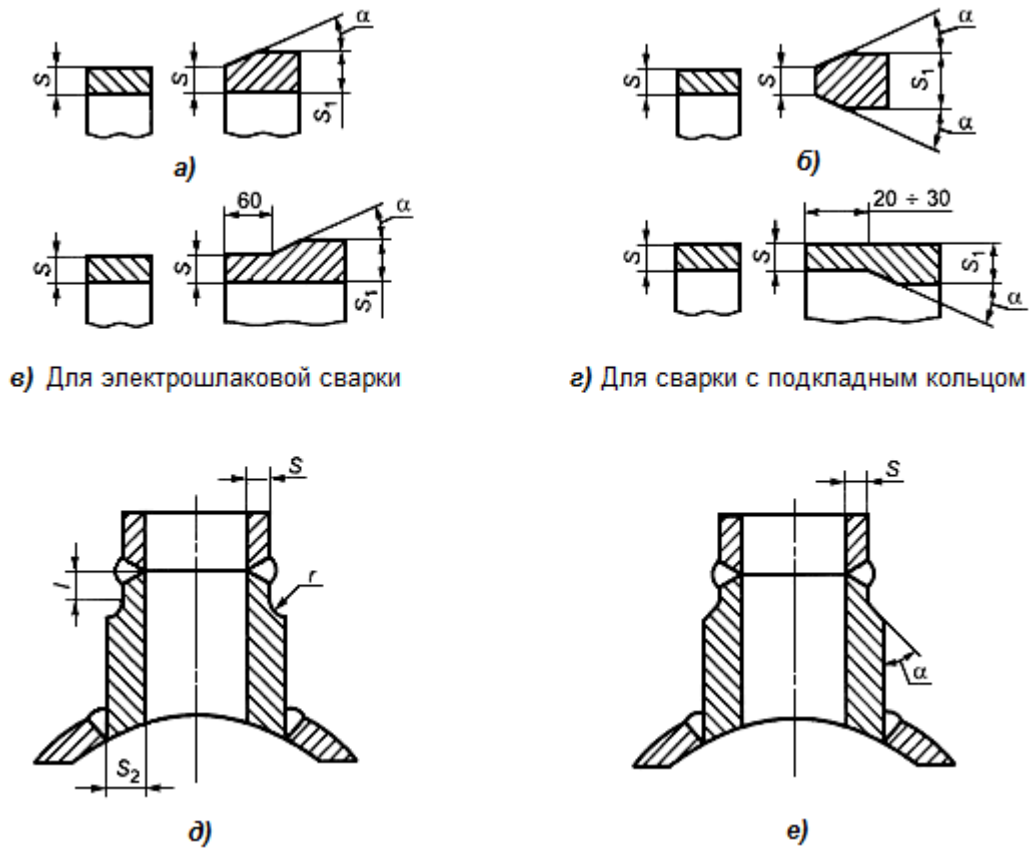 α α
S S S₁ S S S₁ α
а) б)
60 α 20 ÷ 30
S S S₁ S S S₁ α
в) Для электрошлаковой сварки г) Для сварки с подкладным кольцом
S S
l r
α
S₂
д) е)